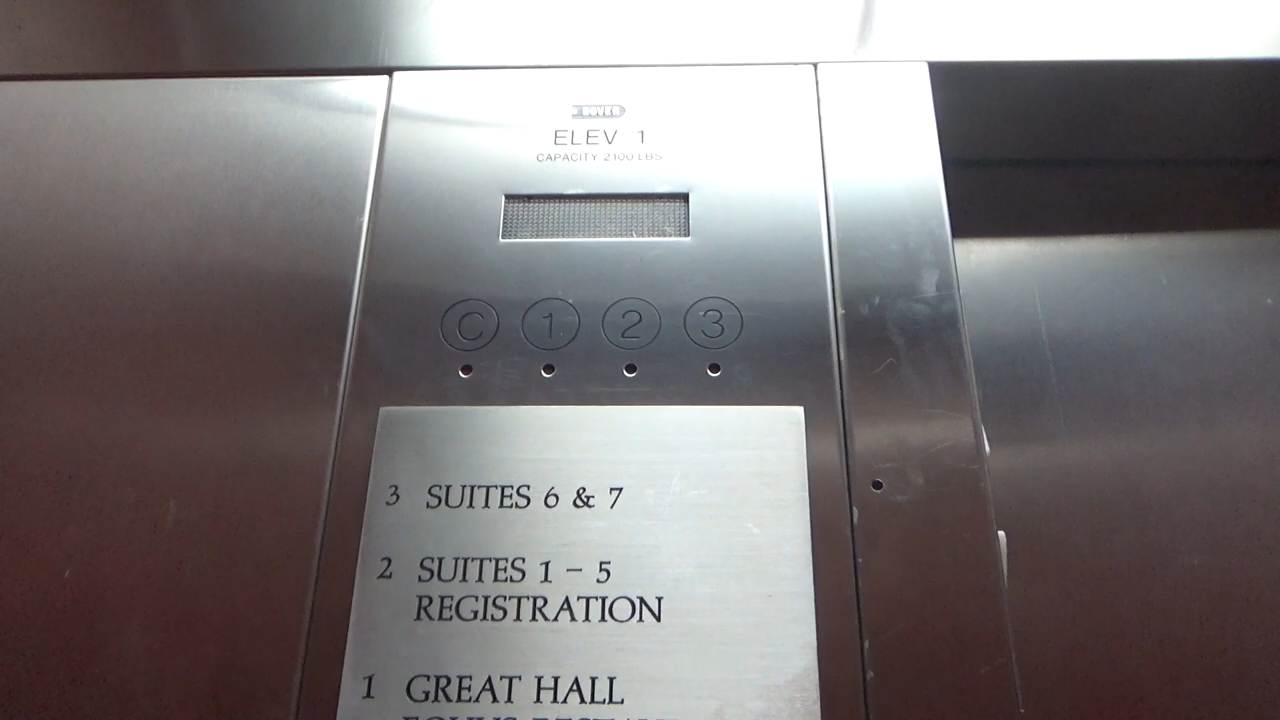 DOVER
ELEV 1
CAPACITY 2100 LBS
C 1 2 3
3 SUITES 6 & 7
2 SUITES 1 – 5
REGISTRATION
1 GREAT HALL